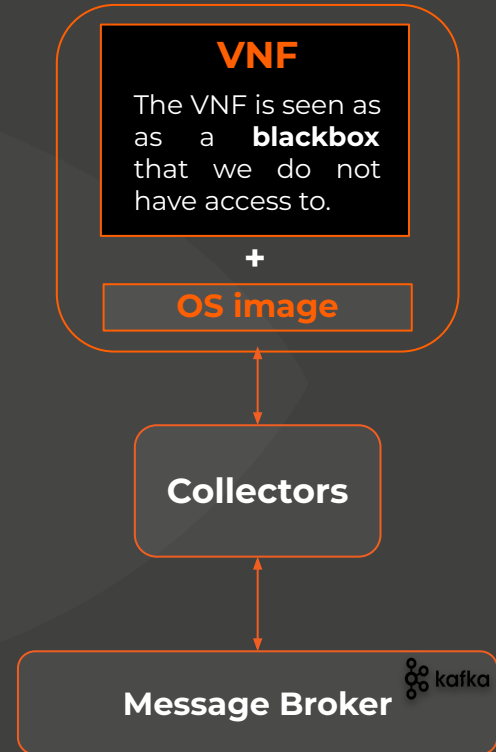 VNF
The VNF is seen as
as a blackbox
that we do not
have access to.
+
OS image
Collectors
kafka
Message Broker